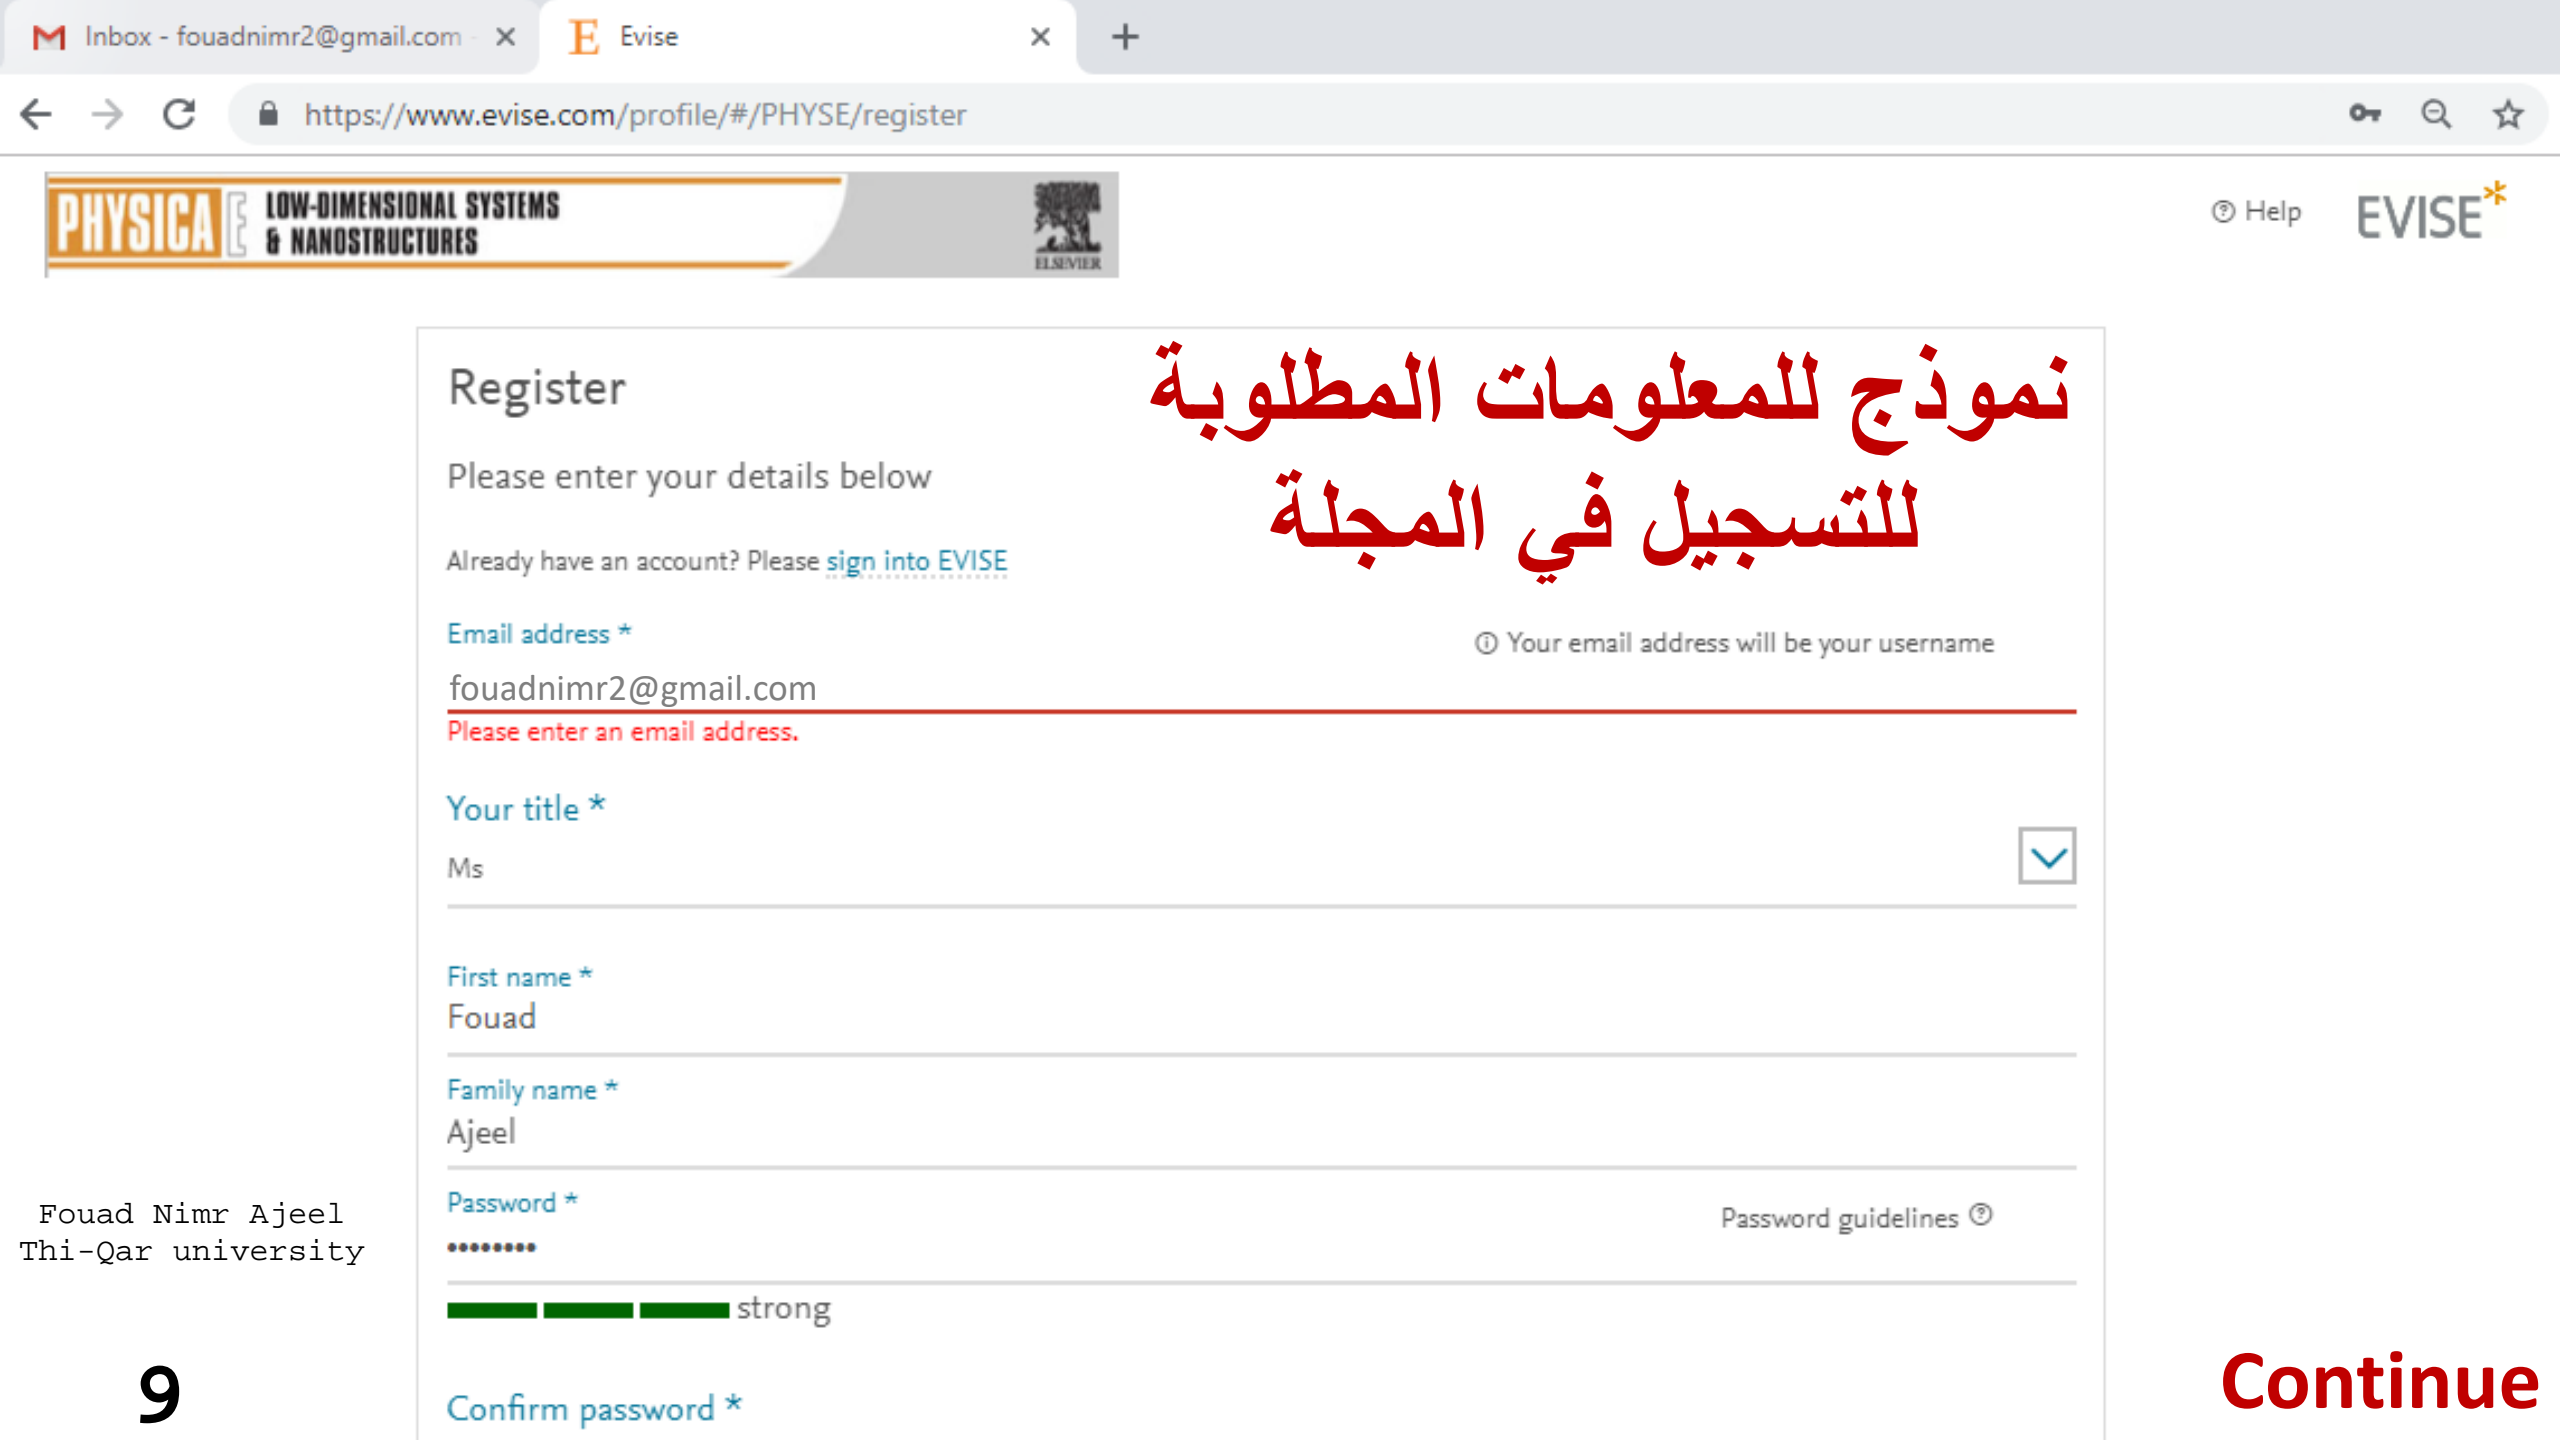 Inbox - fouadnimr2@gmail.com -
Evise
https://www.evise.com/profile/#/PHYSE/register
PHYSICA E LOW-DIMENSIONAL SYSTEMS
& NANOSTRUCTURES
ELSEVIER
Help
EVISE*
Register
نموذج للمعلومات المطلوبة
للتسجيل في المجلة
Please enter your details below
Already have an account? Please sign into EVISE
Email address *
Your email address will be your username
fouadnimr2@gmail.com
Please enter an email address.
Your title *
Ms
First name *
Fouad
Family name *
Ajeel
Password *
Password guidelines
••••••••
strong
Confirm password *
Fouad Nimr Ajeel
Thi-Qar university
9
Continue